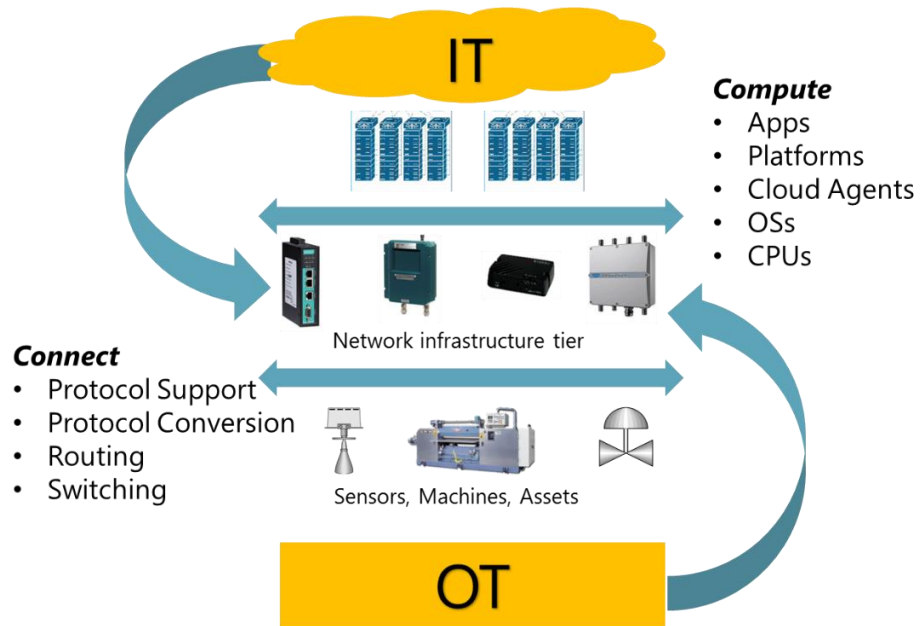 IT
Compute
• Apps
• Platforms
• Cloud Agents
• OSs
• CPUs
Network infrastructure tier
Connect
• Protocol Support
• Protocol Conversion
• Routing
• Switching
Sensors, Machines, Assets
OT